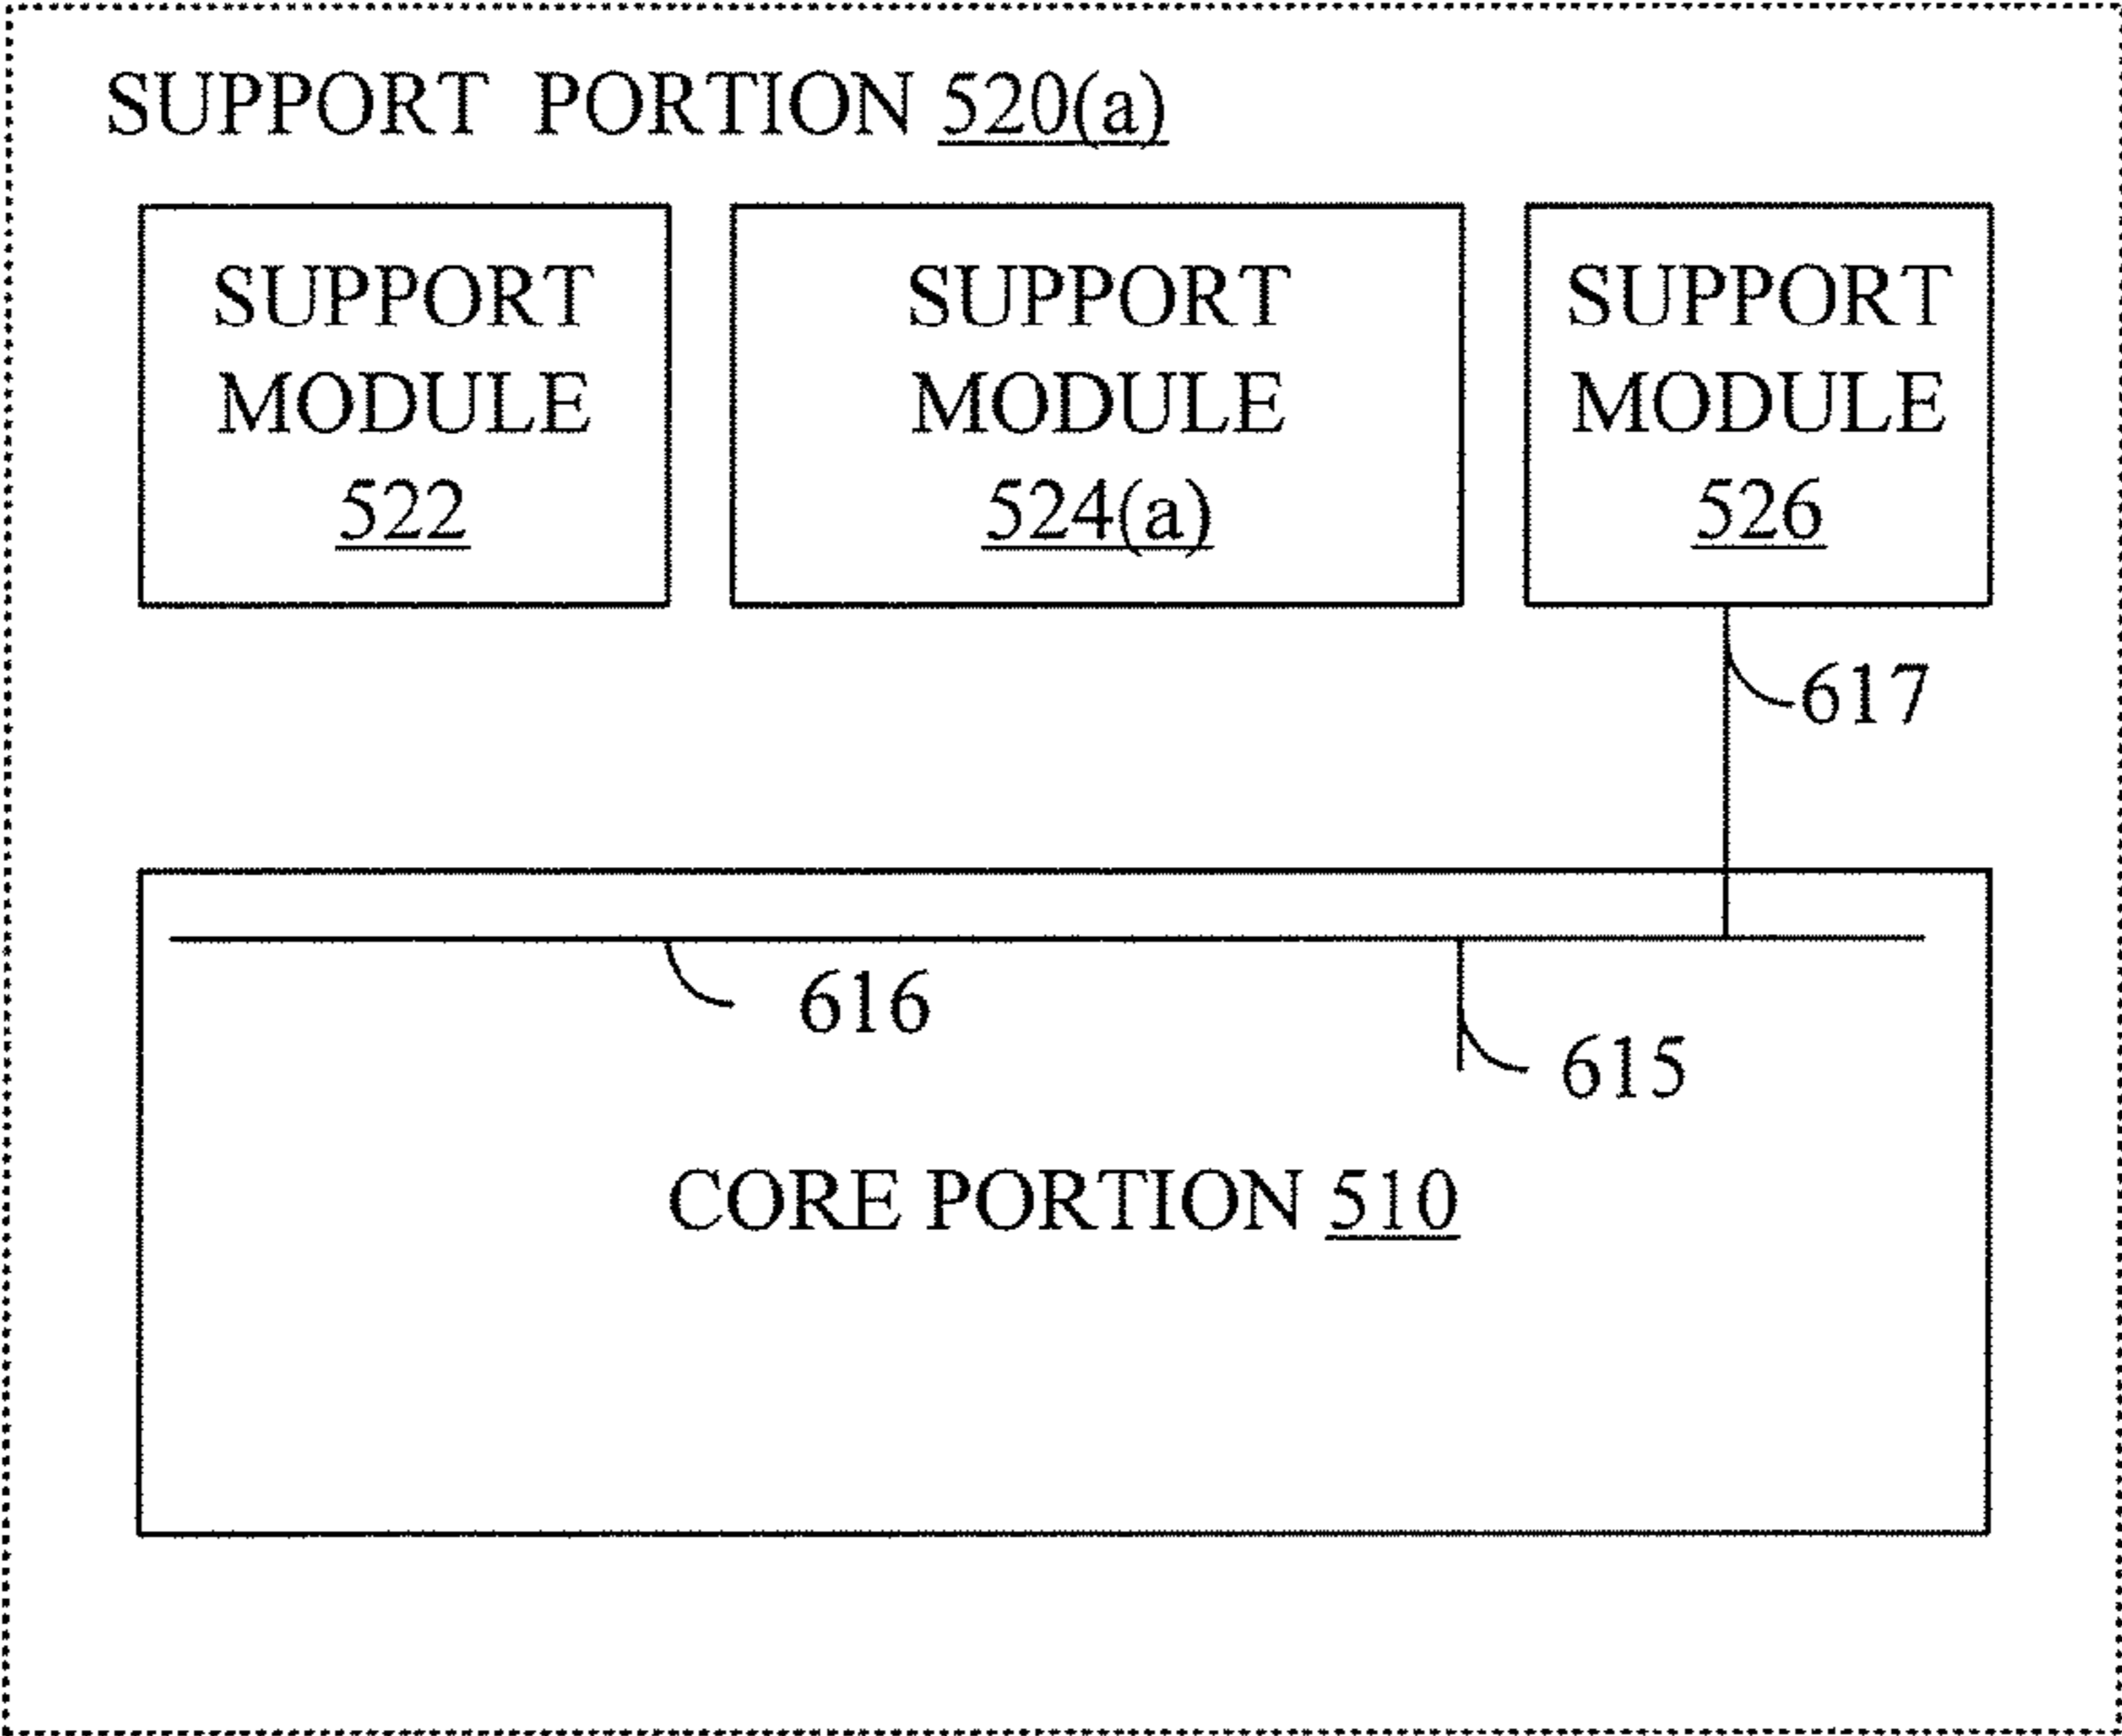 SUPPORT PORTION 520(a)
SUPPORT
MODULE
522
SUPPORT
MODULE
524(a)
SUPPORT
MODULE
526
617
616
615
CORE PORTION 510